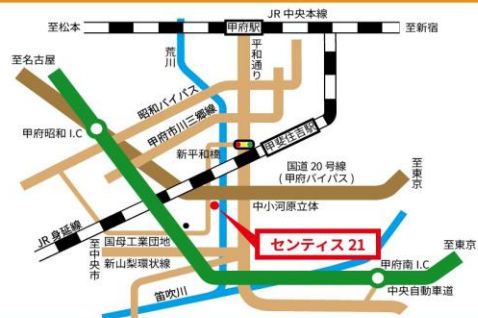 JR 中央本線
至松本
甲府駅
至新宿
荒川
平和通り
至名古屋
昭和バイパス
甲府昭和 I.C
甲府市川三郷線
新平和橋
甲斐住吉駅
国道 20 号線
(甲府バイパス)
至東京
中小河原立体
JR 身延線
至中央市
国母工業団地
新山梨環状線
センティス 21
至東京
甲府南 I.C
笛吹川
中央自動車道